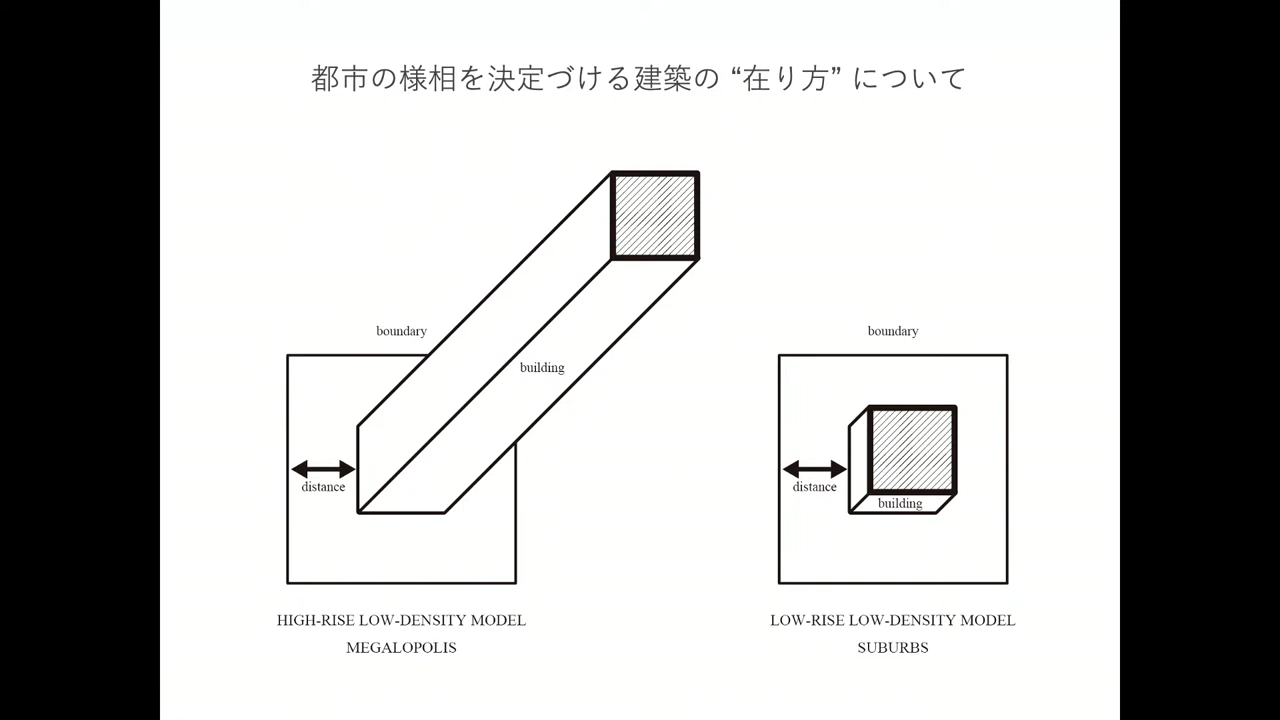 都市の様相を決定づける建築の “在り方” について
boundary
building
distance
HIGH-RISE LOW-DENSITY MODEL
MEGALOPOLIS
boundary
distance
building
LOW-RISE LOW-DENSITY MODEL
SUBURBS